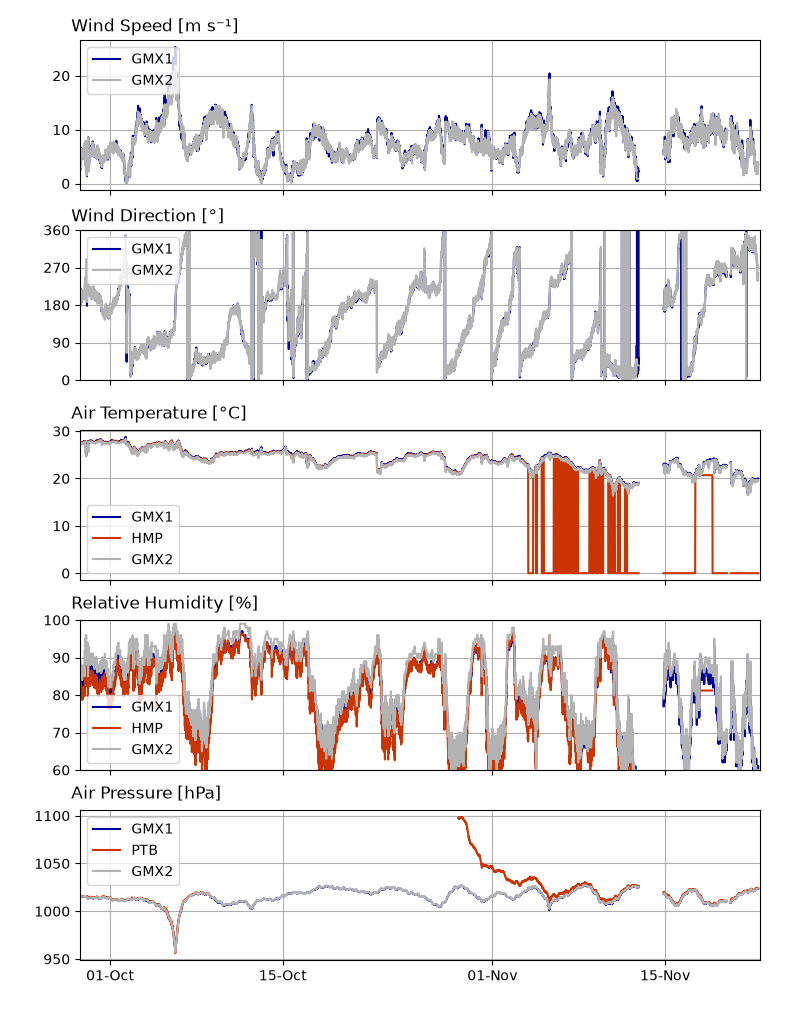 Wind Speed [m s⁻¹]
GMX1
GMX2
20
10
0
Wind Direction [°]
GMX1
GMX2
360
270
180
90
0
Air Temperature [°C]
GMX1
HMP
GMX2
30
20
10
0
Relative Humidity [%]
GMX1
HMP
GMX2
100
90
80
70
60
Air Pressure [hPa]
GMX1
PTB
GMX2
1100
1050
1000
950
01-Oct 15-Oct 01-Nov 15-Nov